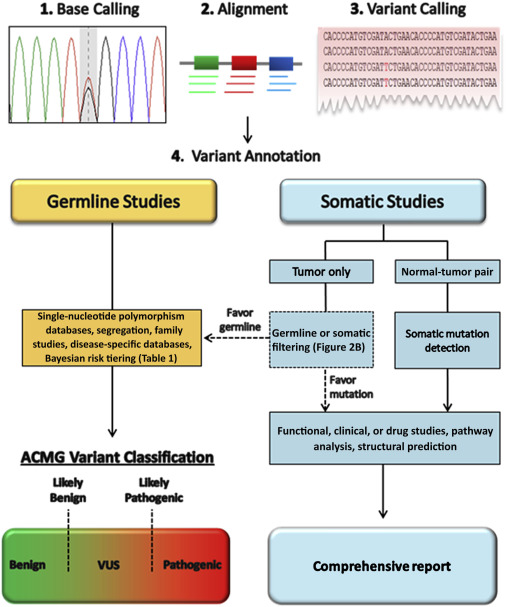 1. Base Calling
2. Alignment
3. Variant Calling
CACCCCATGTCGATACTGAACACCCCATGTCGATACTGAA
CACCCCATGTCGATACTGAACACCCCATGTCGATACTGAA
CACCCCATGTCGATTCTGAACACCCCATGTCGATACTGAA
CACCCCATGTCGATTCTGAACACCCCATGTCGATACTGAA
4. Variant Annotation
Germline Studies
Somatic Studies
Tumor only
Normal-tumor pair
Single-nucleotide polymorphism
databases, segregation, family
studies, disease-specific databases,
Bayesian risk tiering (Table 1)
Favor
germline
Germline or somatic
filtering (Figure 2B)
Somatic mutation
detection
Favor
mutation
Functional, clinical, or drug studies, pathway
analysis, structural prediction
ACMG Variant Classification
Likely
Benign
Likely
Pathogenic
Benign
VUS
Pathogenic
Comprehensive report